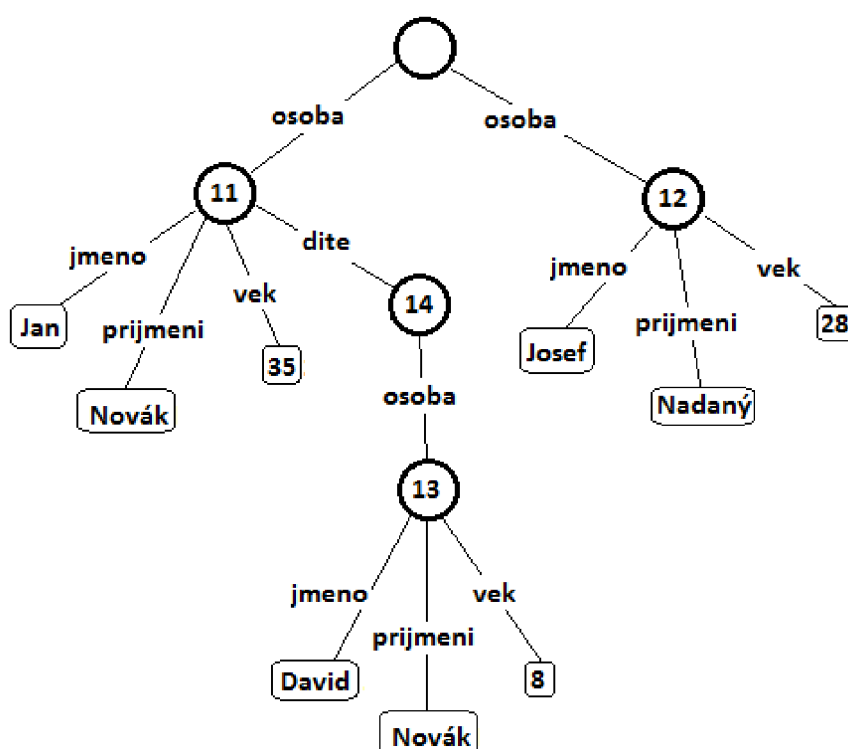 osoba
osoba
11
12
jmeno
dite
jmeno
vek
vek
14
Jan
prijmeni
prijmeni
28
35
Josef
osoba
Novák
Nadaný
13
jmeno
vek
prijmeni
David
8
Novák